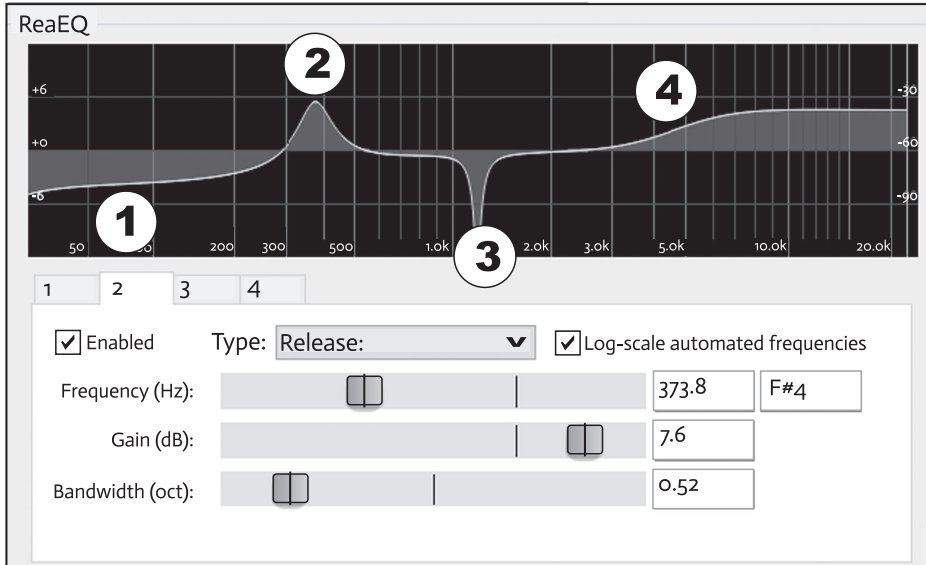 ReaEQ
2
4
+6
-30
+0
-60
-6
-90
1
3
50 200 300 500 1.0k 2.0k 3.0k 5.0k 10.0k 20.0k
1 2 3 4
Enabled Type: Release: Log-scale automated frequencies
Frequency (Hz): 373.8 F#4
Gain (dB): 7.6
Bandwidth (oct): 0.52